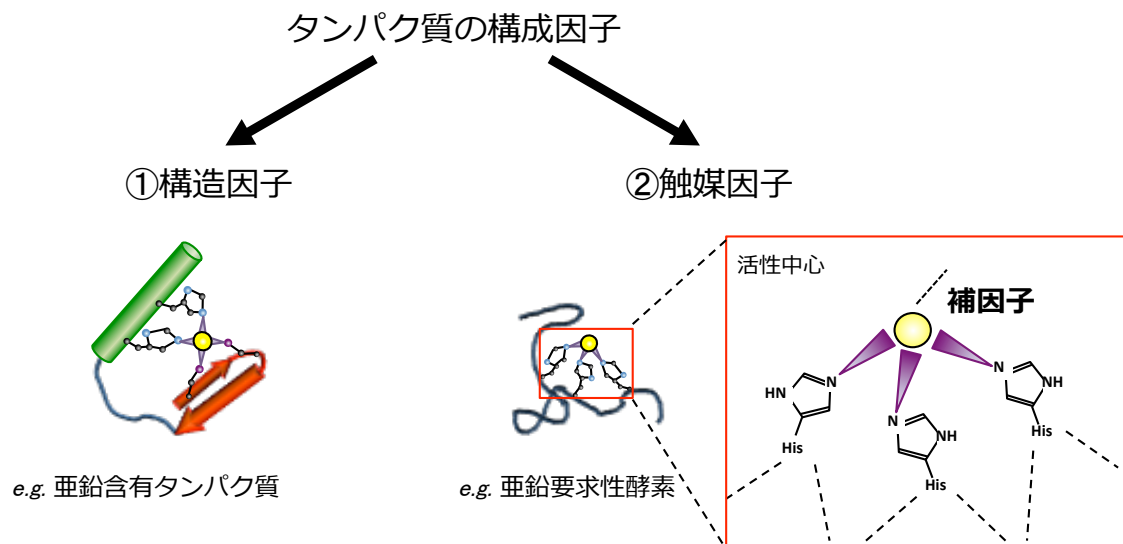 タンパク質の構成因子
①構造因子
②触媒因子
活性中心
補因子
N
N
NH
HN
N
NH
His
His
His
e.g. 亜鉛含有タンパク質
e.g. 亜鉛要求性酵素